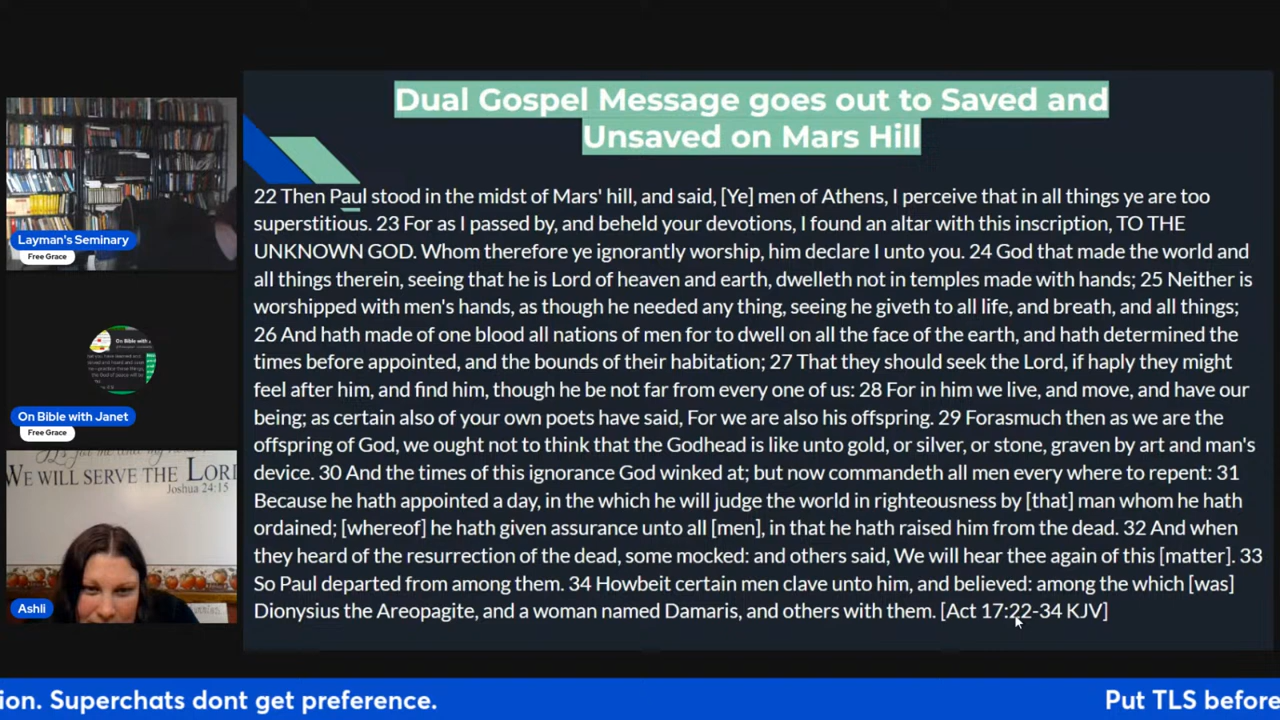 Dual Gospel Message goes out to Saved and
Unsaved on Mars Hill
22 Then Paul stood in the midst of Mars' hill, and said, [Ye] men of Athens, I perceive that in all things ye are too
superstitious. 23 For as I passed by, and beheld your devotions, I found an altar with this inscription, TO THE
UNKNOWN GOD. Whom therefore ye ignorantly worship, him declare I unto you. 24 God that made the world and
all things therein, seeing that he is Lord of heaven and earth, dwelleth not in temples made with hands; 25 Neither is
worshipped with men's hands, as though he needed any thing, seeing he giveth to all life, and breath, and all things;
26 And hath made of one blood all nations of men for to dwell on all the face of the earth, and hath determined the
times before appointed, and the bounds of their habitation; 27 That they should seek the Lord, if haply they might
feel after him, and find him, though he be not far from every one of us: 28 For in him we live, and move, and have our
being; as certain also of your own poets have said, For we are also his offspring. 29 Forasmuch then as we are the
offspring of God, we ought not to think that the Godhead is like unto gold, or silver, or stone, graven by art and man's
device. 30 And the times of this ignorance God winked at; but now commandeth all men every where to repent: 31
Because he hath appointed a day, in the which he will judge the world in righteousness by [that] man whom he hath
ordained; [whereof] he hath given assurance unto all [men], in that he hath raised him from the dead. 32 And when
they heard of the resurrection of the dead, some mocked: and others said, We will hear thee again of this [matter]. 33
So Paul departed from among them. 34 Howbeit certain men clave unto him, and believed: among the which [was]
Dionysius the Areopagite, and a woman named Damaris, and others with them. [Act 17:22-34 KJV]
Layman's Seminary
Free Grace
On Bible with
On Bible with Janet
Free Grace
WE WILL SERVE THE LORD
Joshua 24:15
Ashli
ion. Superchats dont get preference.
Put TLS before